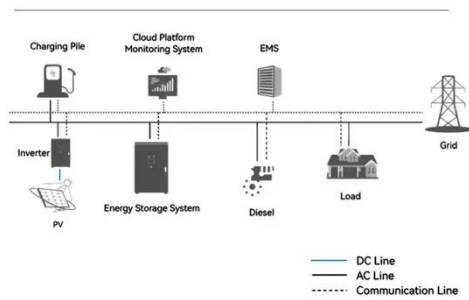 Charging Pile
Cloud Platform
Monitoring System
EMS
Inverter
Grid
Energy Storage System
Diesel
Load
PV
DC Line
AC Line
Communication Line